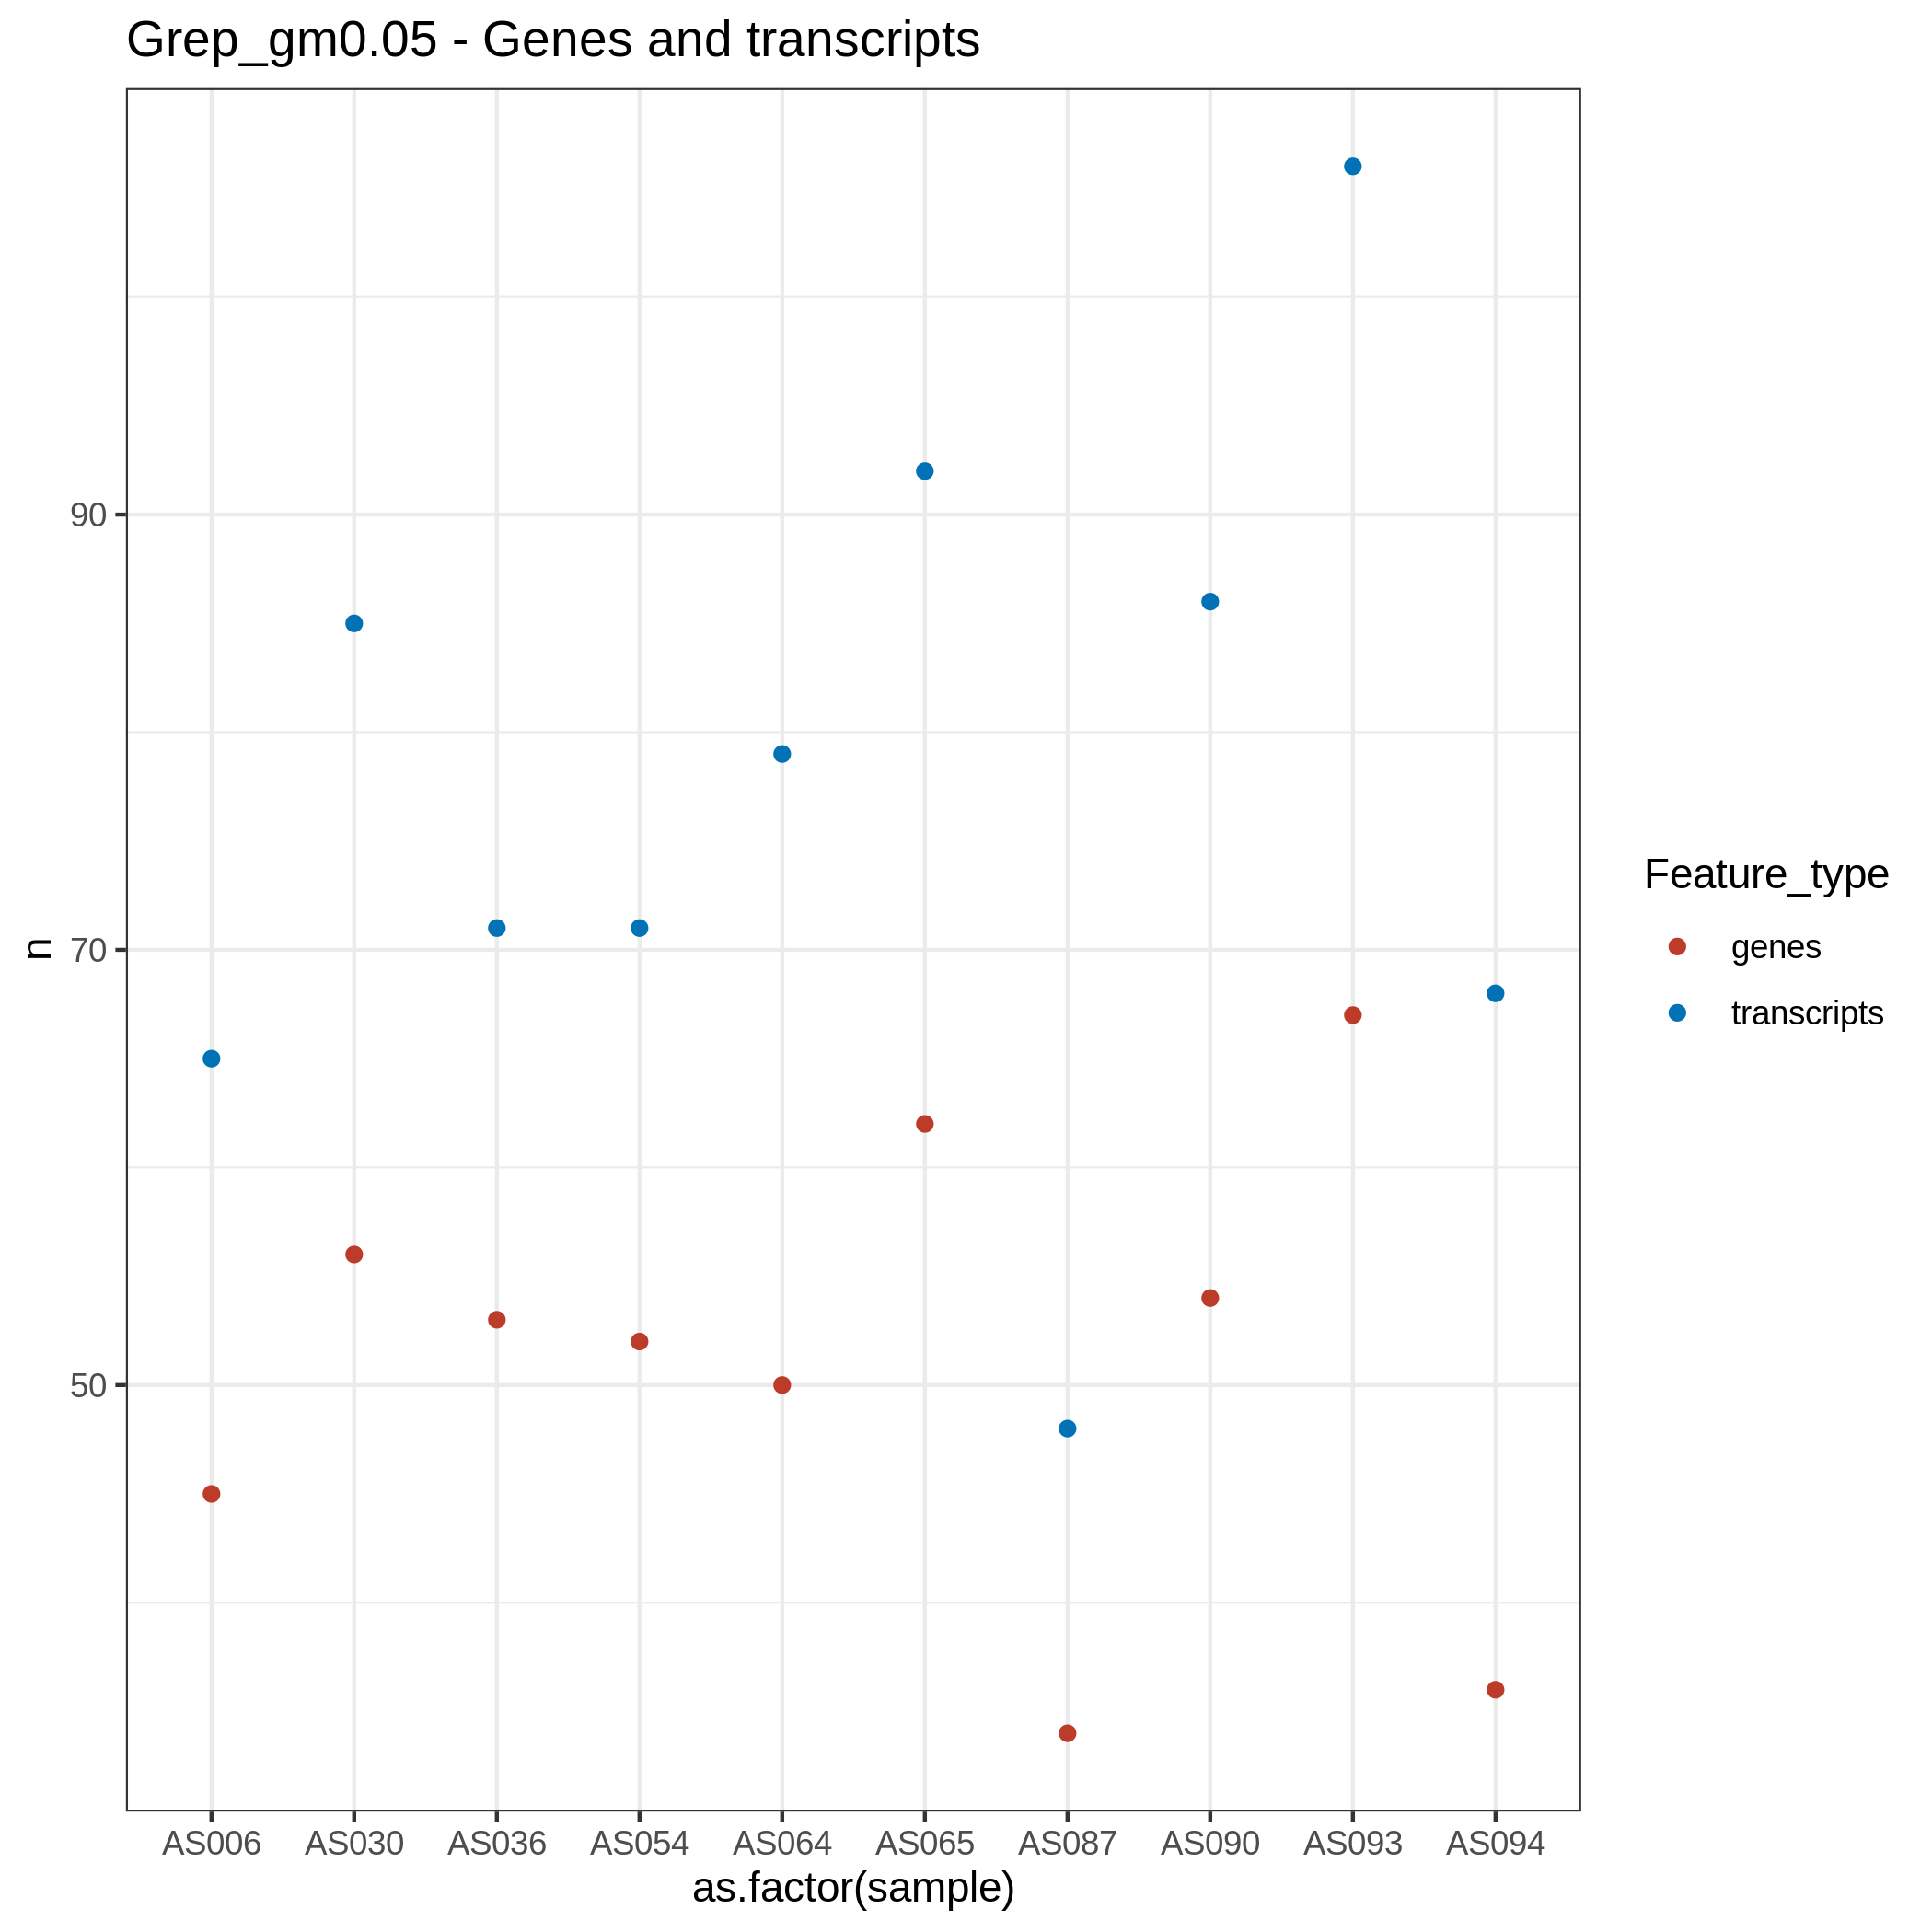 Grep_gm0.05 - Genes and transcripts
90
70
50
n
AS006 AS030 AS036 AS054 AS064 AS065 AS087 AS090 AS093 AS094
as.factor(sample)
Feature_type
genes
transcripts